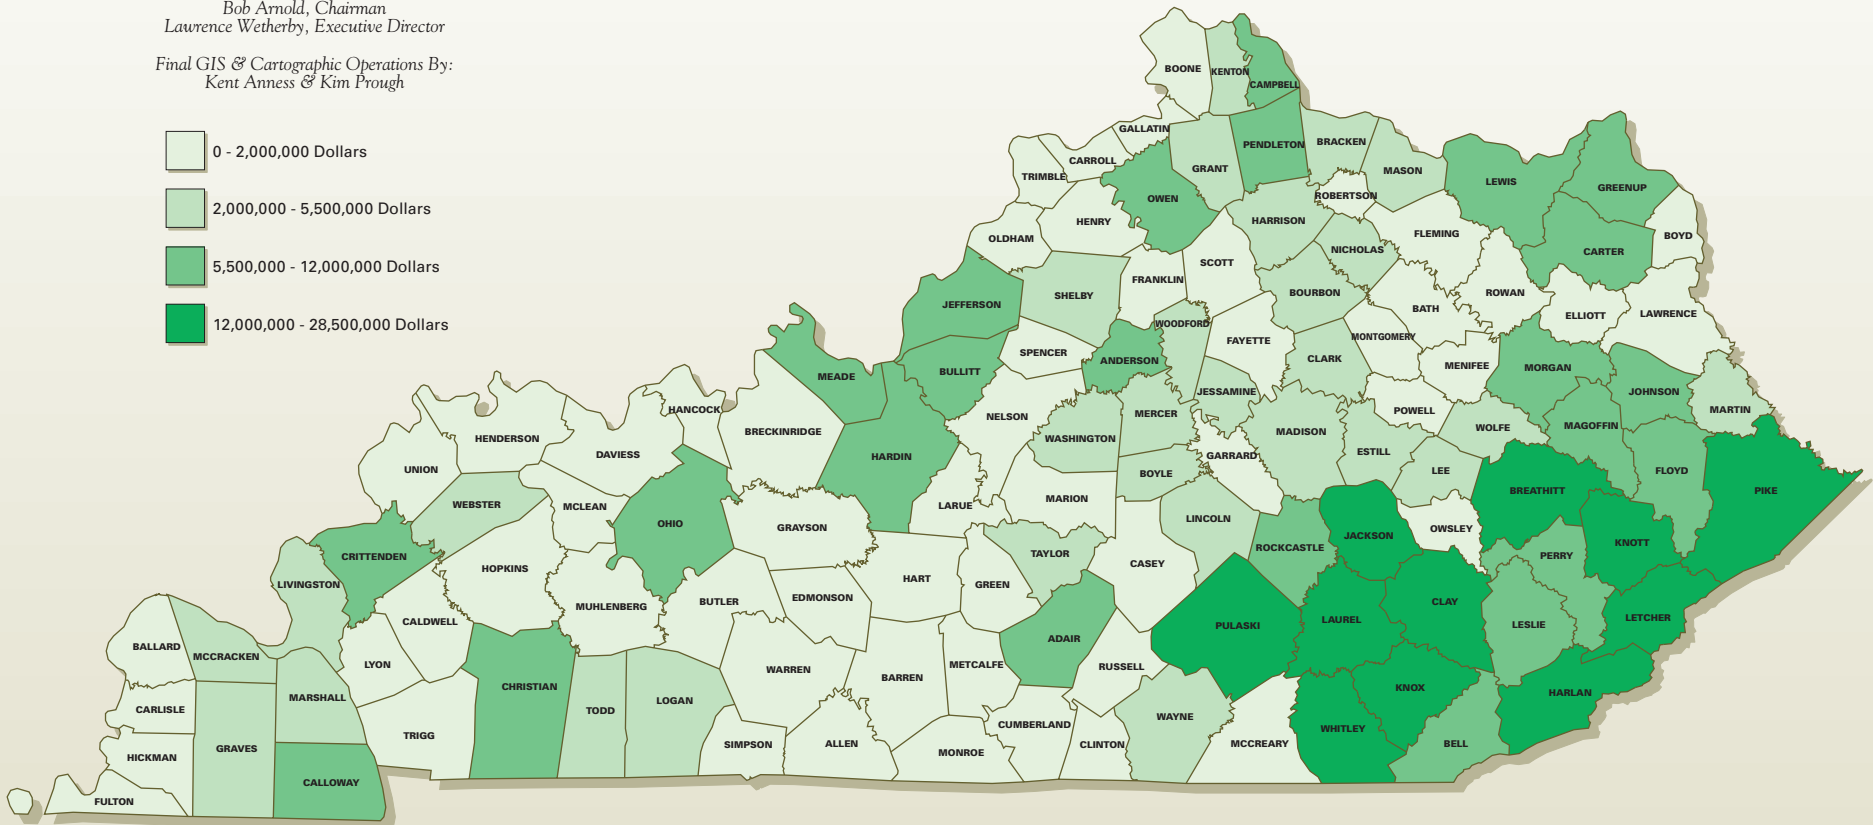 Bob Arnold, Chairman
Lawrence Wetherby, Executive Director
Final GIS & Cartographic Operations By:
Kent Anness & Kim Prough
0 - 2,000,000 Dollars
2,000,000 - 5,500,000 Dollars
5,500,000 - 12,000,000 Dollars
12,000,000 - 28,500,000 Dollars
BOONE
KENTON
CAMPBELL
GALLATIN
CARROLL
TRIMBLE
OWEN
GRANT
PENDLETON
BRACKEN
MASON
ROBERTSON
LEWIS
GREENUP
HENRY
OLDHAM
HARRISON
NICHOLAS
FLEMING
CARTER
BOYD
JEFFERSON
SHELBY
FRANKLIN
SCOTT
BOURBON
BATH
ROWAN
ELLIOTT
LAWRENCE
WOODFORD
FAYETTE
MONTGOMERY
SPENCER
ANDERSON
CLARK
MENIFEE
MORGAN
MEADE
BULLITT
JESSAMINE
JOHNSON
MARTIN
HANCOCK
BRECKINRIDGE
NELSON
MERCER
POWELL
WOLFE
MAGOFFIN
HENDERSON
DAVIESS
HARDIN
WASHINGTON
MADISON
GARRARD
ESTILL
LEE
UNION
BOYLE
FLOYD
BREATHITT
PIKE
WEBSTER
MCLEAN
OHIO
GRAYSON
LARUE
MARION
LINCOLN
JACKSON
OWSLEY
CRITTENDEN
TAYLOR
ROCKCASTLE
PERRY
KNOTT
LIVINGSTON
HOPKINS
HART
GREEN
CASEY
MUHLENBERG
BUTLER
EDMONSON
CLAY
CALDWELL
ADAIR
PULASKI
LAUREL
LESLIE
LETCHER
BALLARD
MCCRACKEN
LYON
WARREN
BARREN
METCALFE
RUSSELL
CHRISTIAN
KNOX
HARLAN
CARLISLE
MARSHALL
TODD
LOGAN
CUMBERLAND
WAYNE
WHITLEY
HICKMAN
GRAVES
TRIGG
SIMPSON
ALLEN
MONROE
CLINTON
MCCREARY
BELL
FULTON
CALLOWAY